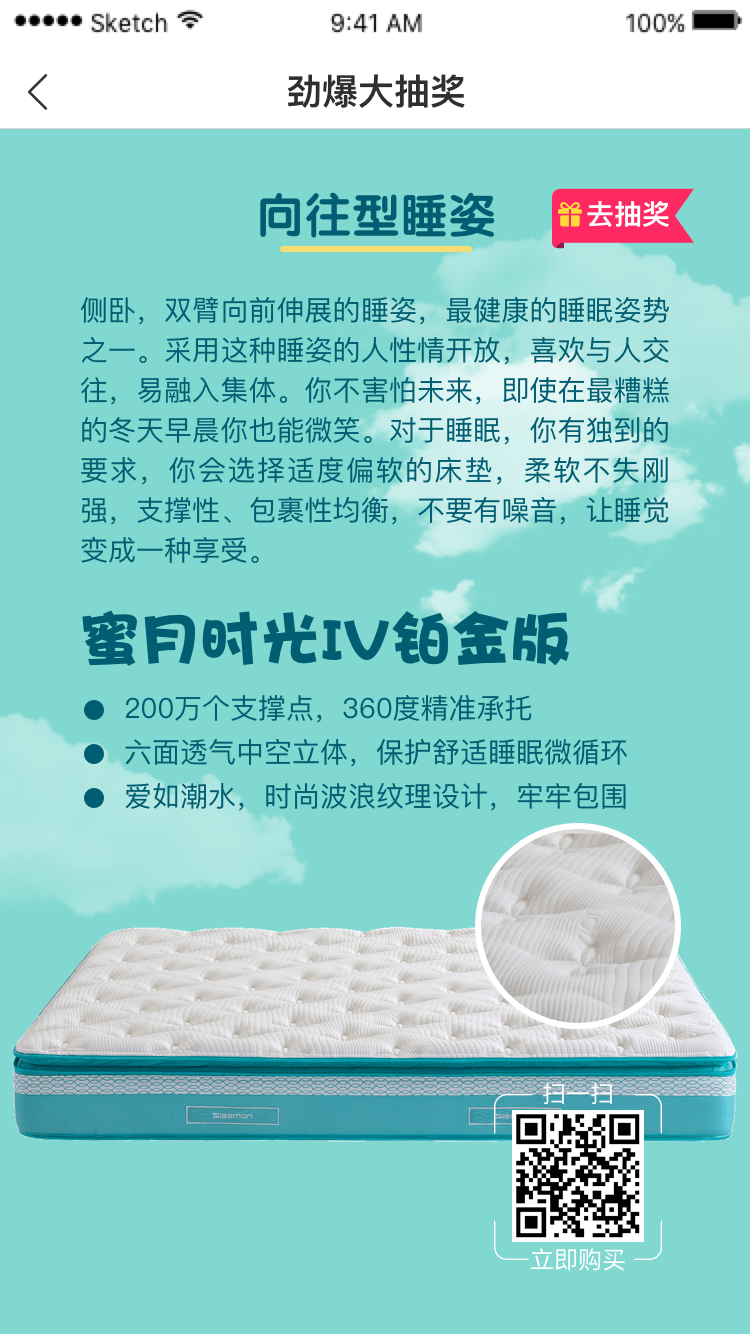 Sketch
9:41 AM
100%
劲爆大抽奖
向往型睡姿
去抽奖
侧卧，双臂向前伸展的睡姿，最健康的睡眠姿势
之一。采用这种睡姿的人性情开放，喜欢与人交
往，易融入集体。你不害怕未来，即使在最糟糕
的冬天早晨你也能微笑。对于睡眠，你有独到的
要求，你会选择适度偏软的床垫，柔软不失刚
强，支撑性、包裹性均衡，不要有噪音，让睡觉
变成一种享受。
蜜月时光IV铂金版
● 200万个支撑点，360度精准承托
● 六面透气中空立体，保护舒适睡眠微循环
● 爱如潮水，时尚波浪纹理设计，牢牢包围
Sleemon
扫一扫
立即购买